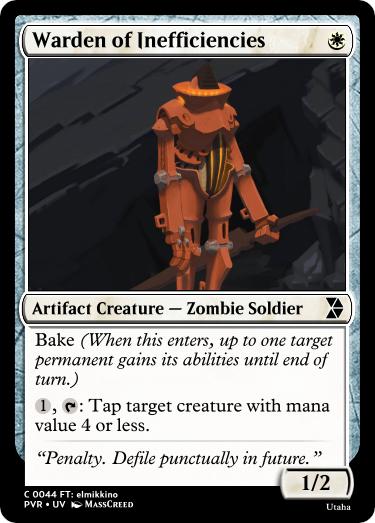 Warden of Inefficiencies
Artifact Creature — Zombie Soldier
Bake (When this enters, up to one target
permanent gains its abilities until end of
turn.)
1, : Tap target creature with mana
value 4 or less.
“Penalty. Defile punctually in future.”
1/2
C 0044 FT: elmikkino
PVR • UV MassCreed
Utaha